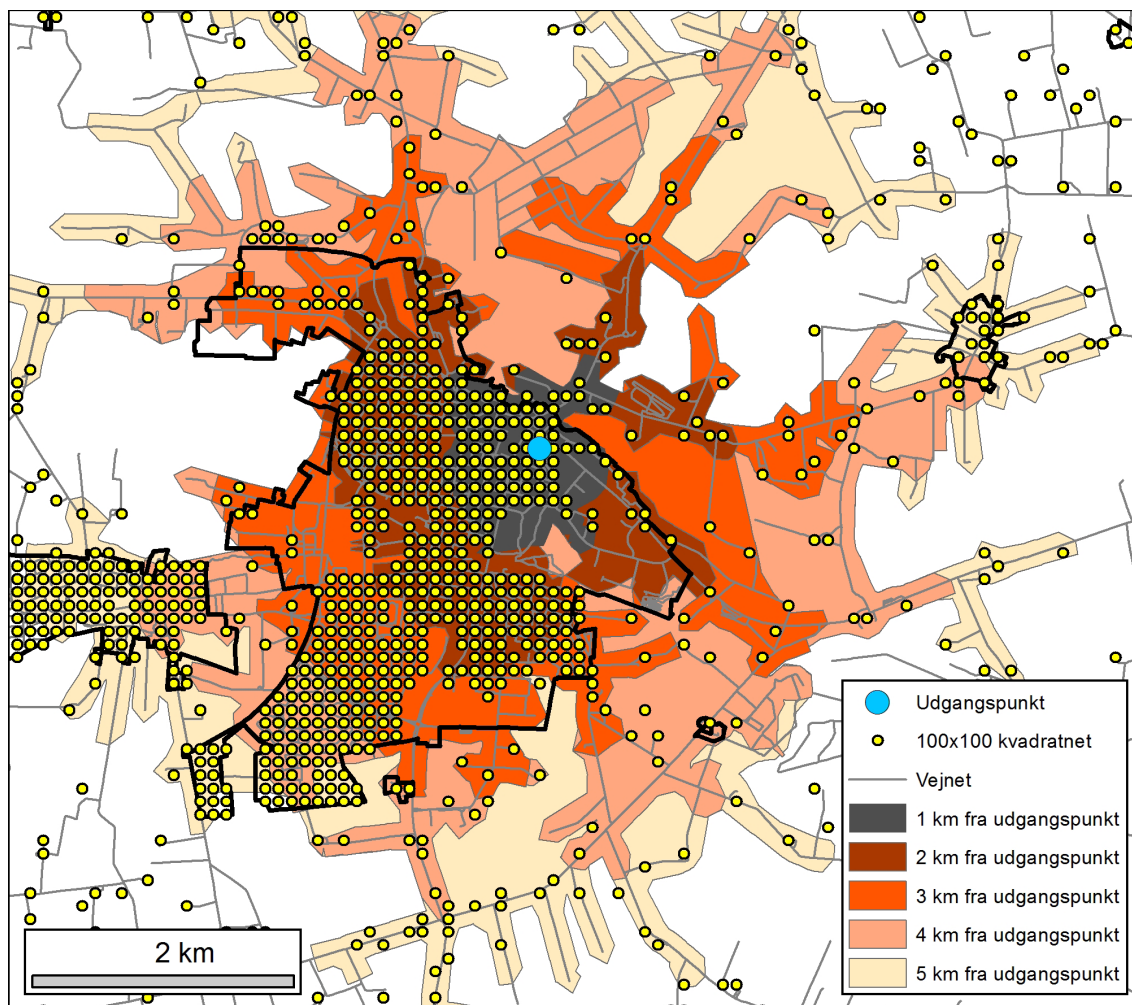 Udgangspunkt
100x100 kvadratnet
Vejnet
1 km fra udgangspunkt
2 km fra udgangspunkt
3 km fra udgangspunkt
4 km fra udgangspunkt
5 km fra udgangspunkt
2 km